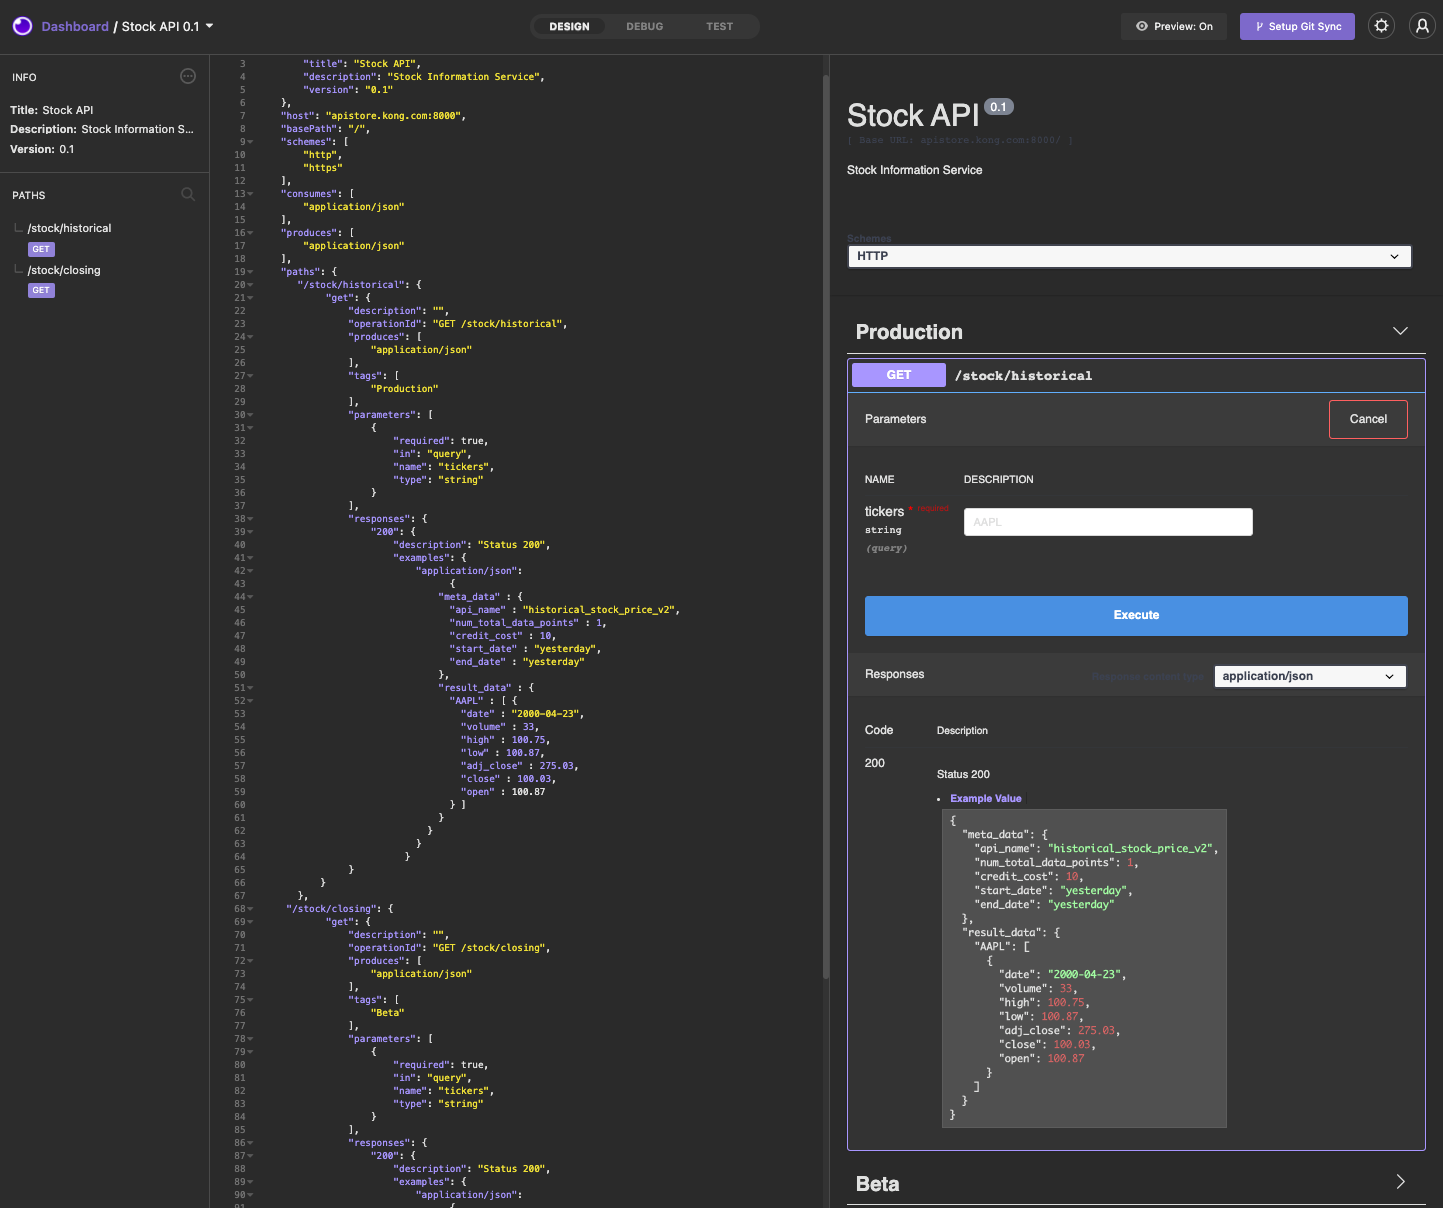 Dashboard / Stock API 0.1
DESIGN DEBUG TEST
Preview: On
Setup Git Sync
INFO
Title: Stock API
Description: Stock Information S...
Version: 0.1
PATHS
/stock/historical
GET
/stock/closing
GET
3 "title": "Stock API",
4 "description": "Stock Information Service",
5 "version": "0.1"
6 },
7 "host": "apistore.kong.com:8000",
8 "basePath": "/",
9 "schemes": [
10 "http",
11 "https"
12 ],
13 "consumes": [
14 "application/json"
15 ],
16 "produces": [
17 "application/json"
18 ],
19 "paths": {
20 "/stock/historical": {
21 "get": {
22 "description": "",
23 "operationId": "GET /stock/historical",
24 "produces": [
25 "application/json"
26 ],
27 "tags": [
28 "Production"
29 ],
30 "parameters": [
31 {
32 "required": true,
33 "in": "query",
34 "name": "tickers",
35 "type": "string"
36 }
37 ],
38 "responses": {
39 "200": {
40 "description": "Status 200",
41 "examples": {
42 "application/json":
43 {
44 "meta_data" : {
45 "api_name" : "historical_stock_price_v2",
46 "num_total_data_points" : 1,
47 "credit_cost" : 10,
48 "start_date" : "yesterday",
49 "end_date" : "yesterday"
50 },
51 "result_data" : {
52 "AAPL" : [ {
53 "date" : "2000-04-23",
54 "volume" : 33,
55 "high" : 100.75,
56 "low" : 100.87,
57 "adj_close" : 275.03,
58 "close" : 100.03,
59 "open" : 100.87
60 } ]
61 }
62 }
63 }
64 }
65 }
66 }
67 },
68 "/stock/closing": {
69 "get": {
70 "description": "",
71 "operationId": "GET /stock/closing",
72 "produces": [
73 "application/json"
74 ],
75 "tags": [
76 "Beta"
77 ],
78 "parameters": [
79 {
80 "required": true,
81 "in": "query",
82 "name": "tickers",
83 "type": "string"
84 }
85 ],
86 "responses": {
87 "200": {
88 "description": "Status 200",
89 "examples": {
90 "application/json":
91 {
Stock API 0.1
[ Base URL: apistore.kong.com:8000/ ]
Stock Information Service
Schemes
HTTP
Production
GET /stock/historical
Parameters
Cancel
NAME DESCRIPTION
tickers * required
string
(query)
AAPL
Execute
Responses
Response content type
application/json
Code Description
200
Status 200
Example Value
{
"meta_data": {
"api_name": "historical_stock_price_v2",
"num_total_data_points": 1,
"credit_cost": 10,
"start_date": "yesterday",
"end_date": "yesterday"
},
"result_data": {
"AAPL": [
{
"date": "2000-04-23",
"volume": 33,
"high": 100.75,
"low": 100.87,
"adj_close": 275.03,
"close": 100.03,
"open": 100.87
}
]
}
}
Beta